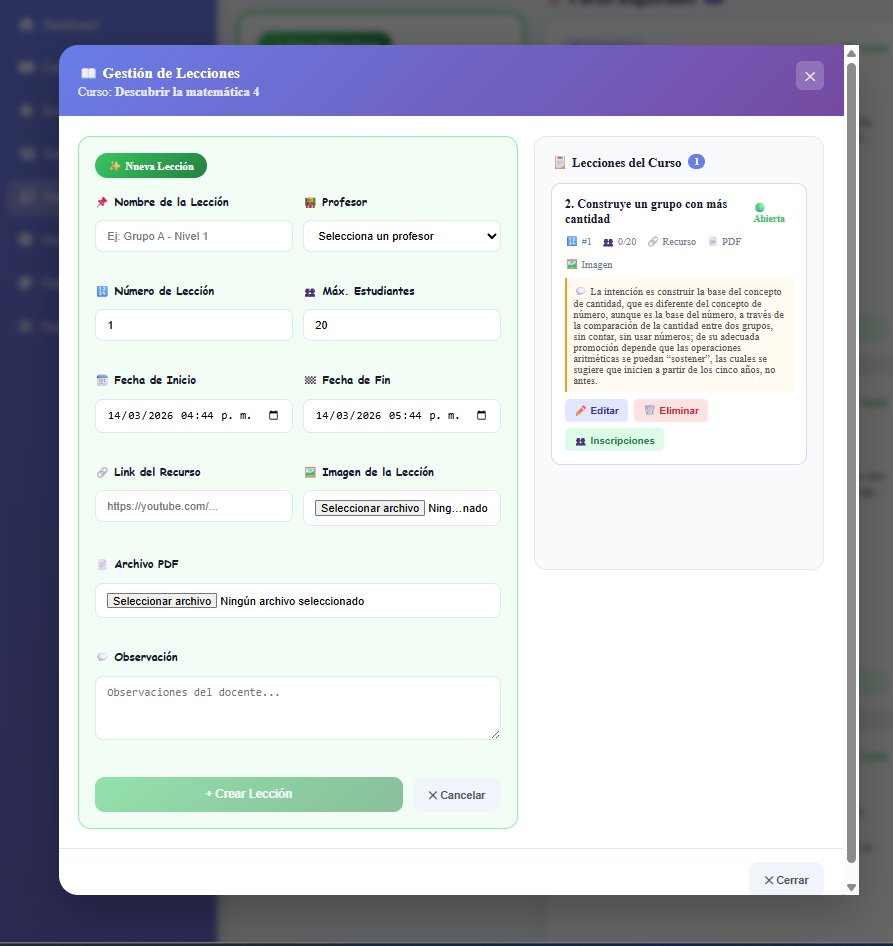 Gestión de Lecciones
Curso: Descubrir la matemática 4
Nueva Lección
Nombre de la Lección
Profesor
Ej: Grupo A - Nivel 1
Selecciona un profesor
Número de Lección
Máx. Estudiantes
1
20
Fecha de Inicio
Fecha de Fin
14/03/2026 04:44 p. m.
14/03/2026 05:44 p. m.
Link del Recurso
Imagen de la Lección
https://youtube.com/...
Seleccionar archivo Ning...nado
Archivo PDF
Seleccionar archivo Ningún archivo seleccionado
Observación
Observaciones del docente...
+ Crear Lección
Cancelar
Lecciones del Curso 1
2. Construye un grupo con más
cantidad
Abierta
#1 0/20 Recurso PDF
Imagen
La intención es construir la base del concepto
de cantidad, que es diferente del concepto de
número, aunque es la base del número, a través de
la comparación de la cantidad entre dos grupos,
sin contar, sin usar números; de su adecuada
promoción depende que las operaciones
aritméticas se puedan “sostener”, las cuales se
sugiere que inicien a partir de los cinco años, no
antes.
Editar
Eliminar
Inscripciones
Cerrar